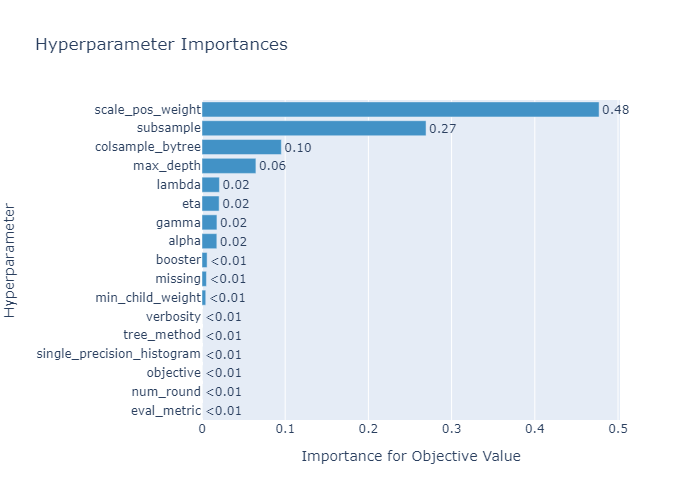 Hyperparameter Importances
Hyperparameter
scale_pos_weight 0.48
subsample 0.27
colsample_bytree 0.10
max_depth 0.06
lambda 0.02
eta 0.02
gamma 0.02
alpha 0.02
booster <0.01
missing <0.01
min_child_weight <0.01
verbosity <0.01
tree_method <0.01
single_precision_histogram <0.01
objective <0.01
num_round <0.01
eval_metric <0.01
0 0.1 0.2 0.3 0.4 0.5
Importance for Objective Value